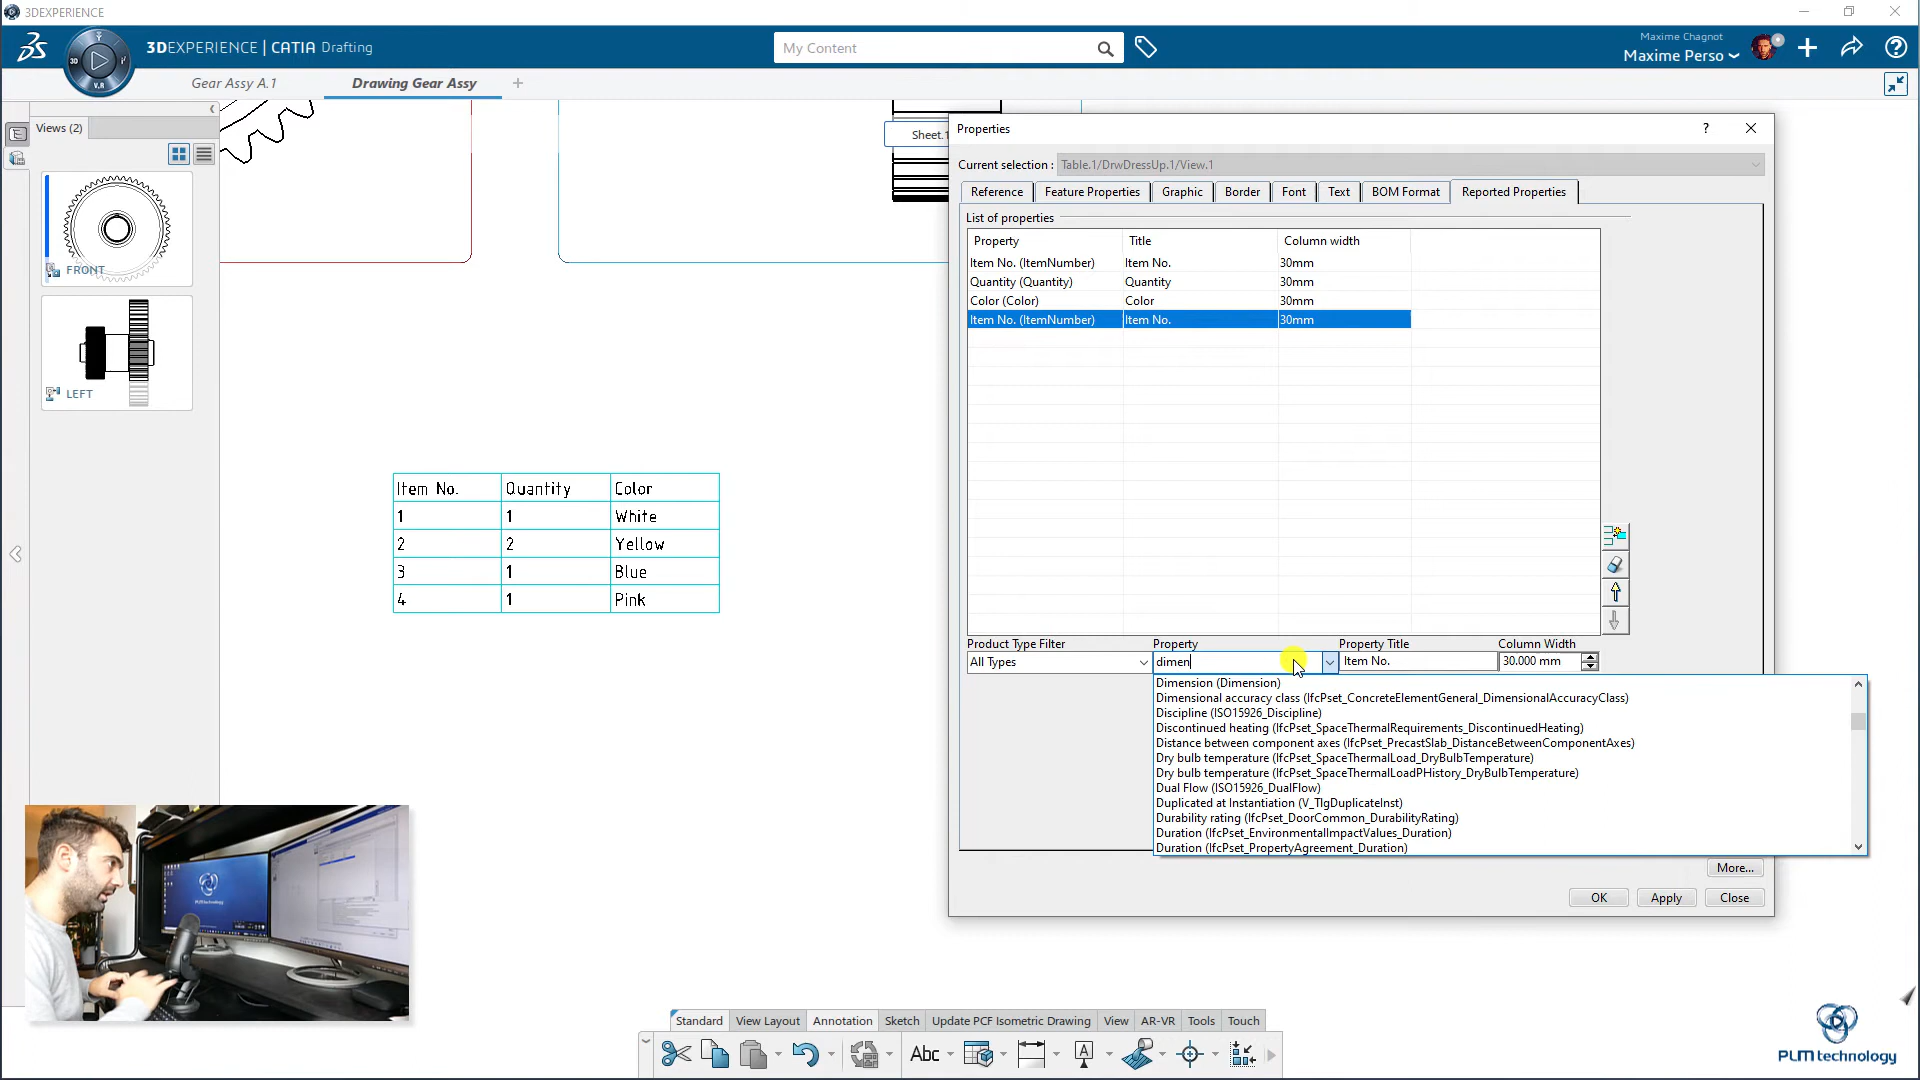 3DEXPERIENCE
3DEXPERIENCE | CATIA Drafting
My Content
Maxime Chagnot
Maxime Perso
3D
V.R
Gear Assy A.1
Drawing Gear Assy
Views (2)
FRONT
LEFT
Sheet.1
Item No. Quantity Color
1 1 White
2 2 Yellow
3 1 Blue
4 1 Pink
Properties
?
Current selection : Table.1/DrwDressUp.1/View.1
Reference Feature Properties Graphic Border Font Text BOM Format Reported Properties
List of properties
Property Title Column width
Item No. (ItemNumber) Item No. 30mm
Quantity (Quantity) Quantity 30mm
Color (Color) Color 30mm
Item No. (ItemNumber) Item No. 30mm
Product Type Filter Property Property Title Column Width
All Types dimen Item No. 30.000 mm
Dimension (Dimension)
Dimensional accuracy class (IfcPset_ConcreteElementGeneral_DimensionalAccuracyClass)
Discipline (ISO15926_Discipline)
Discontinued heating (IfcPset_SpaceThermalRequirements_DiscontinuedHeating)
Distance between component axes (IfcPset_PrecastSlab_DistanceBetweenComponentAxes)
Dry bulb temperature (IfcPset_SpaceThermalLoad_DryBulbTemperature)
Dry bulb temperature (IfcPset_SpaceThermalLoadPHistory_DryBulbTemperature)
Dual Flow (ISO15926_DualFlow)
Duplicated at Instantiation (V_TlgDuplicateInst)
Durability rating (IfcPset_DoorCommon_DurabilityRating)
Duration (IfcPset_EnvironmentalImpactValues_Duration)
Duration (IfcPset_PropertyAgreement_Duration)
More...
OK Apply Close
Standard View Layout Annotation Sketch Update PCF Isometric Drawing View AR-VR Tools Touch
Abc
A
PLM technology